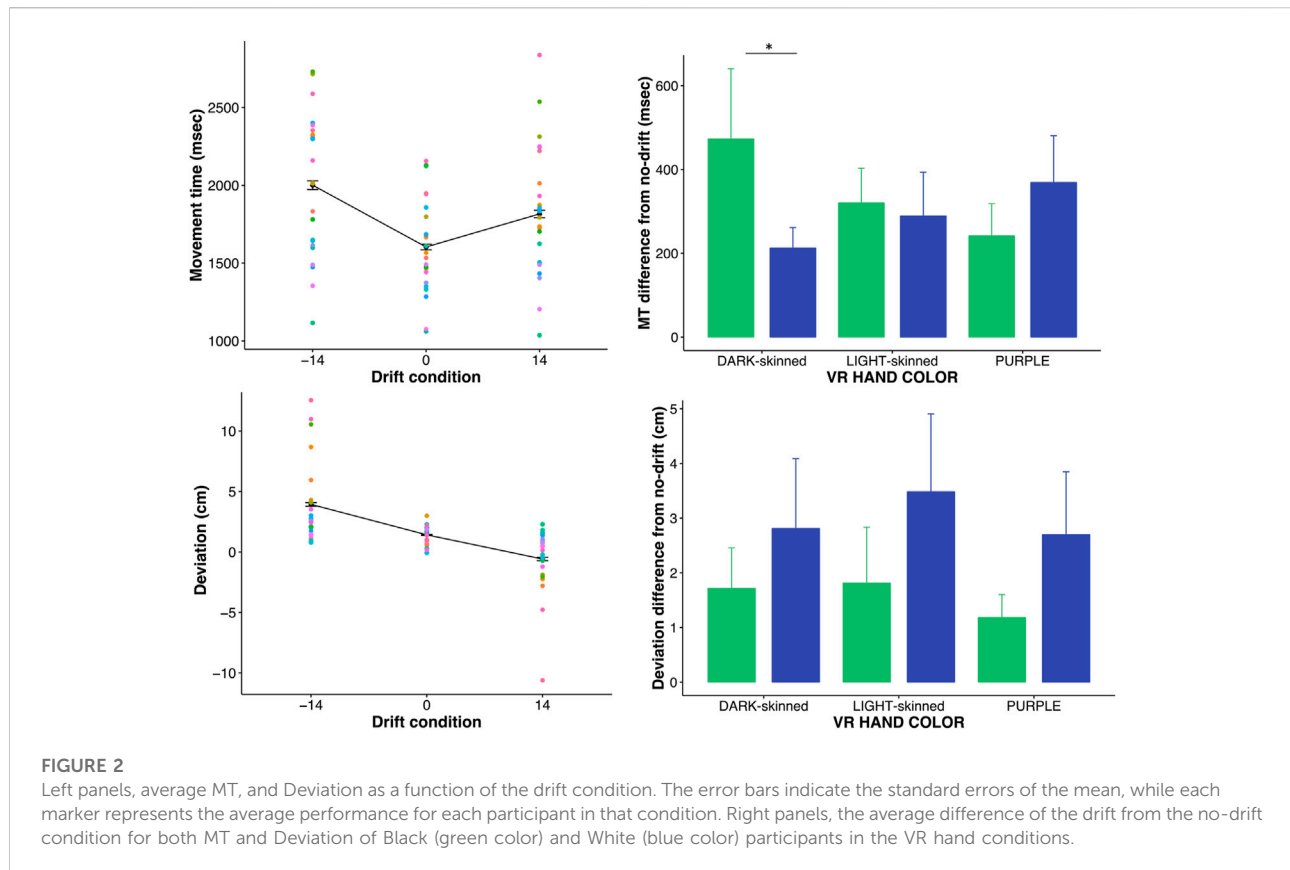 Movement time (msec)
2500
2000
1500
1000
−14
0
14
Drift condition
MT difference from no-drift (msec)
600
400
200
0
*
DARK-skinned
LIGHT-skinned
PURPLE
VR HAND COLOR
Deviation (cm)
10
5
0
−5
−10
−14
0
14
Drift condition
Deviation difference from no-drift (cm)
5
4
3
2
1
0
DARK-skinned
LIGHT-skinned
PURPLE
VR HAND COLOR
FIGURE 2
Left panels, average MT, and Deviation as a function of the drift condition. The error bars indicate the standard errors of the mean, while each
marker represents the average performance for each participant in that condition. Right panels, the average difference of the drift from the no-drift
condition for both MT and Deviation of Black (green color) and White (blue color) participants in the VR hand conditions.